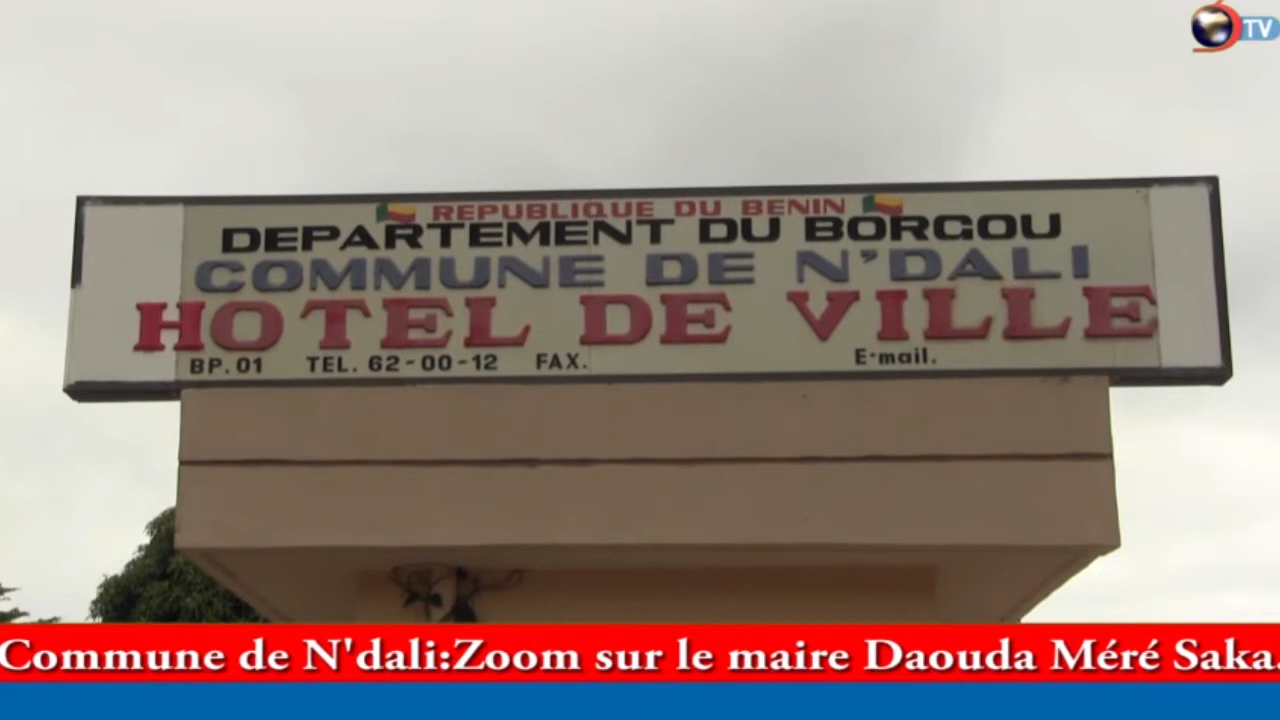 TV
REPUBLIQUE DU BENIN
DEPARTEMENT DU BORGOU
COMMUNE DE N'DALI
HOTEL DE VILLE
BP. 01 TEL. 62-00-12 FAX. E-mail.
Commune de N'dali:Zoom sur le maire Daouda Méré Saka.